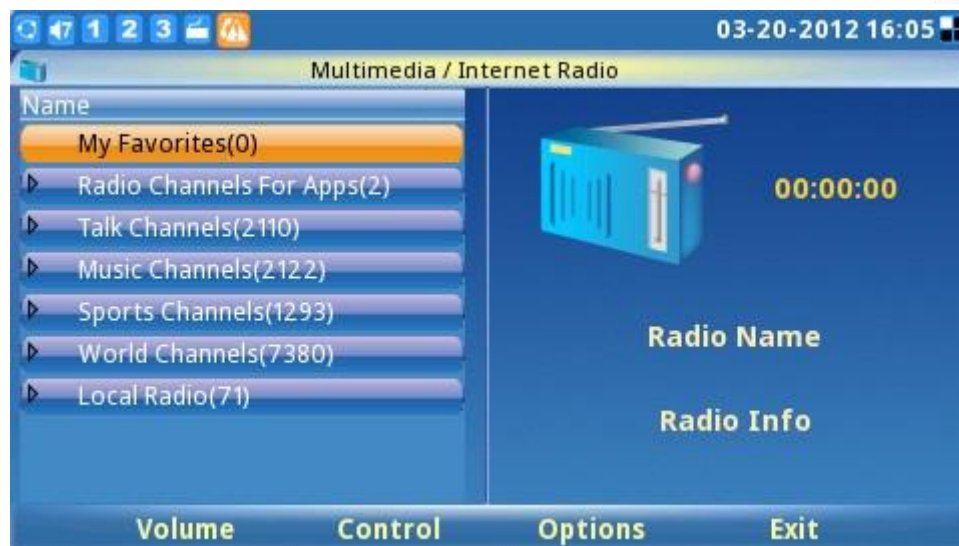 7 1 2 3 03-20-2012 16:05
Multimedia / Internet Radio
Name
My Favorites(0)
Radio Channels For Apps(2)
Talk Channels(2110)
Music Channels(2122)
Sports Channels(1293)
World Channels(7380)
Local Radio(71)
00:00:00
Radio Name
Radio Info
Volume Control Options Exit